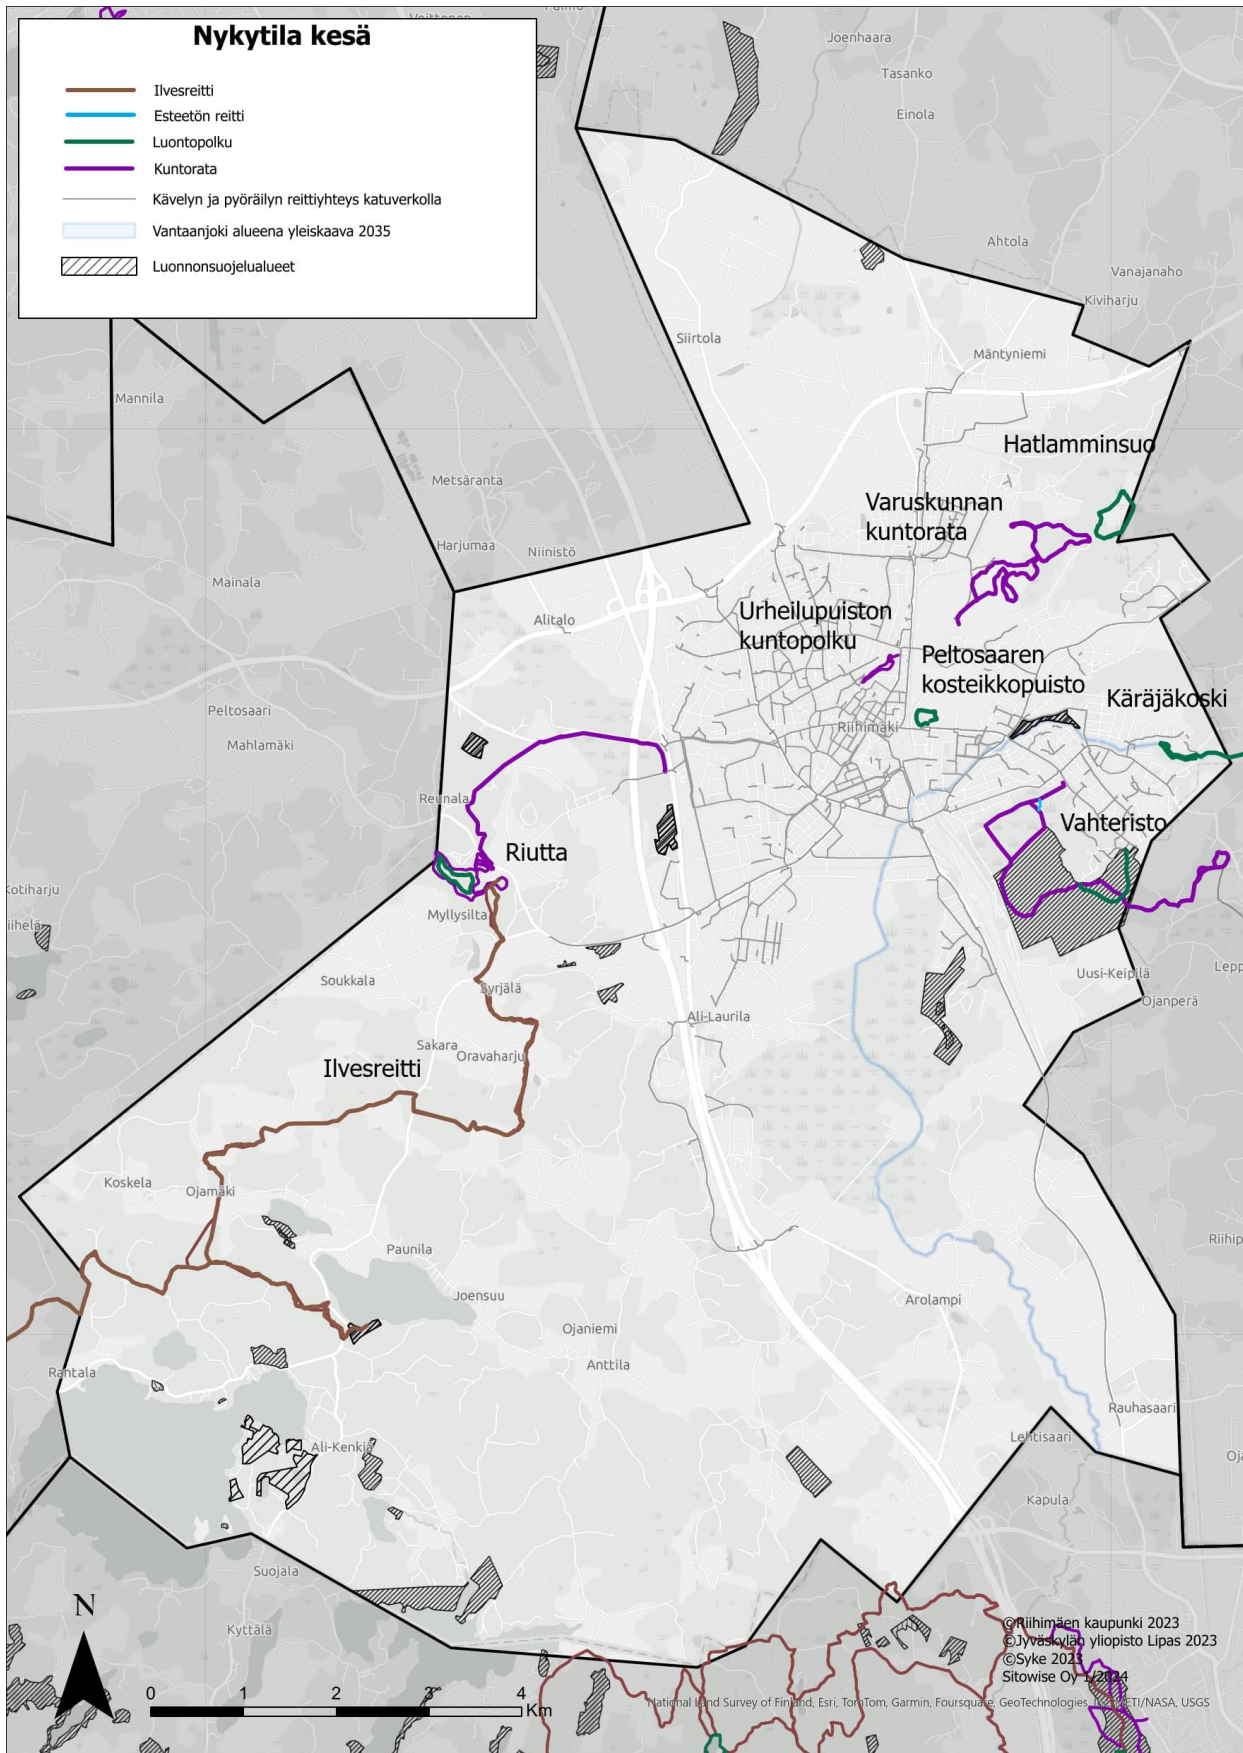 Nykytila kesä
Ilvesreitti
Esteetön reitti
Luontopolku
Kuntorata
Kävelyn ja pyöräilyn reittiyhteys katuverkolla
Vantaanjoki alueena yleiskaava 2035
Luonnonsuojelualueet
Joenhaara
Tasanko
Einola
Ahtola
Vanajanaho
Kiviharju
Siirtola
Mäntyniemi
Mannila
Hatlamminsuo
Metsäranta
Varuskunnan
kuntorata
Harjumaa
Niinistö
Mainala
Alitalo
Urheilupuiston
kuntopolku
Peltosaaren
kosteikkopuisto
Käräjäkoski
Peltosaari
Riihimäki
Mahlamäki
Reunala
Vahteristo
Riutta
Kotiharju
Myllysilta
Soukkala
Syrjälä
Uusi-Keipilä
Ojanperä
Ali-Laurila
Sakara
Oravaharju
Ilvesreitti
Koskela
Ojamäki
Paunila
Joensuu
Arolampi
Ojaniemi
Anttila
Rantala
Rauhasaari
Lehtisaari
Ali-Kenkiä
Kapula
Suojala
Kyttälä
N
0 1 2 3 4
Km
©Riihimäen kaupunki 2023
©Jyväskylän yliopisto Lipas 2023
©Syke 2023
Sitowise Oy 1/2024
National Land Survey of Finland, Esri, TomTom, Garmin, Foursquare, GeoTechnologies, METI/NASA, USGS